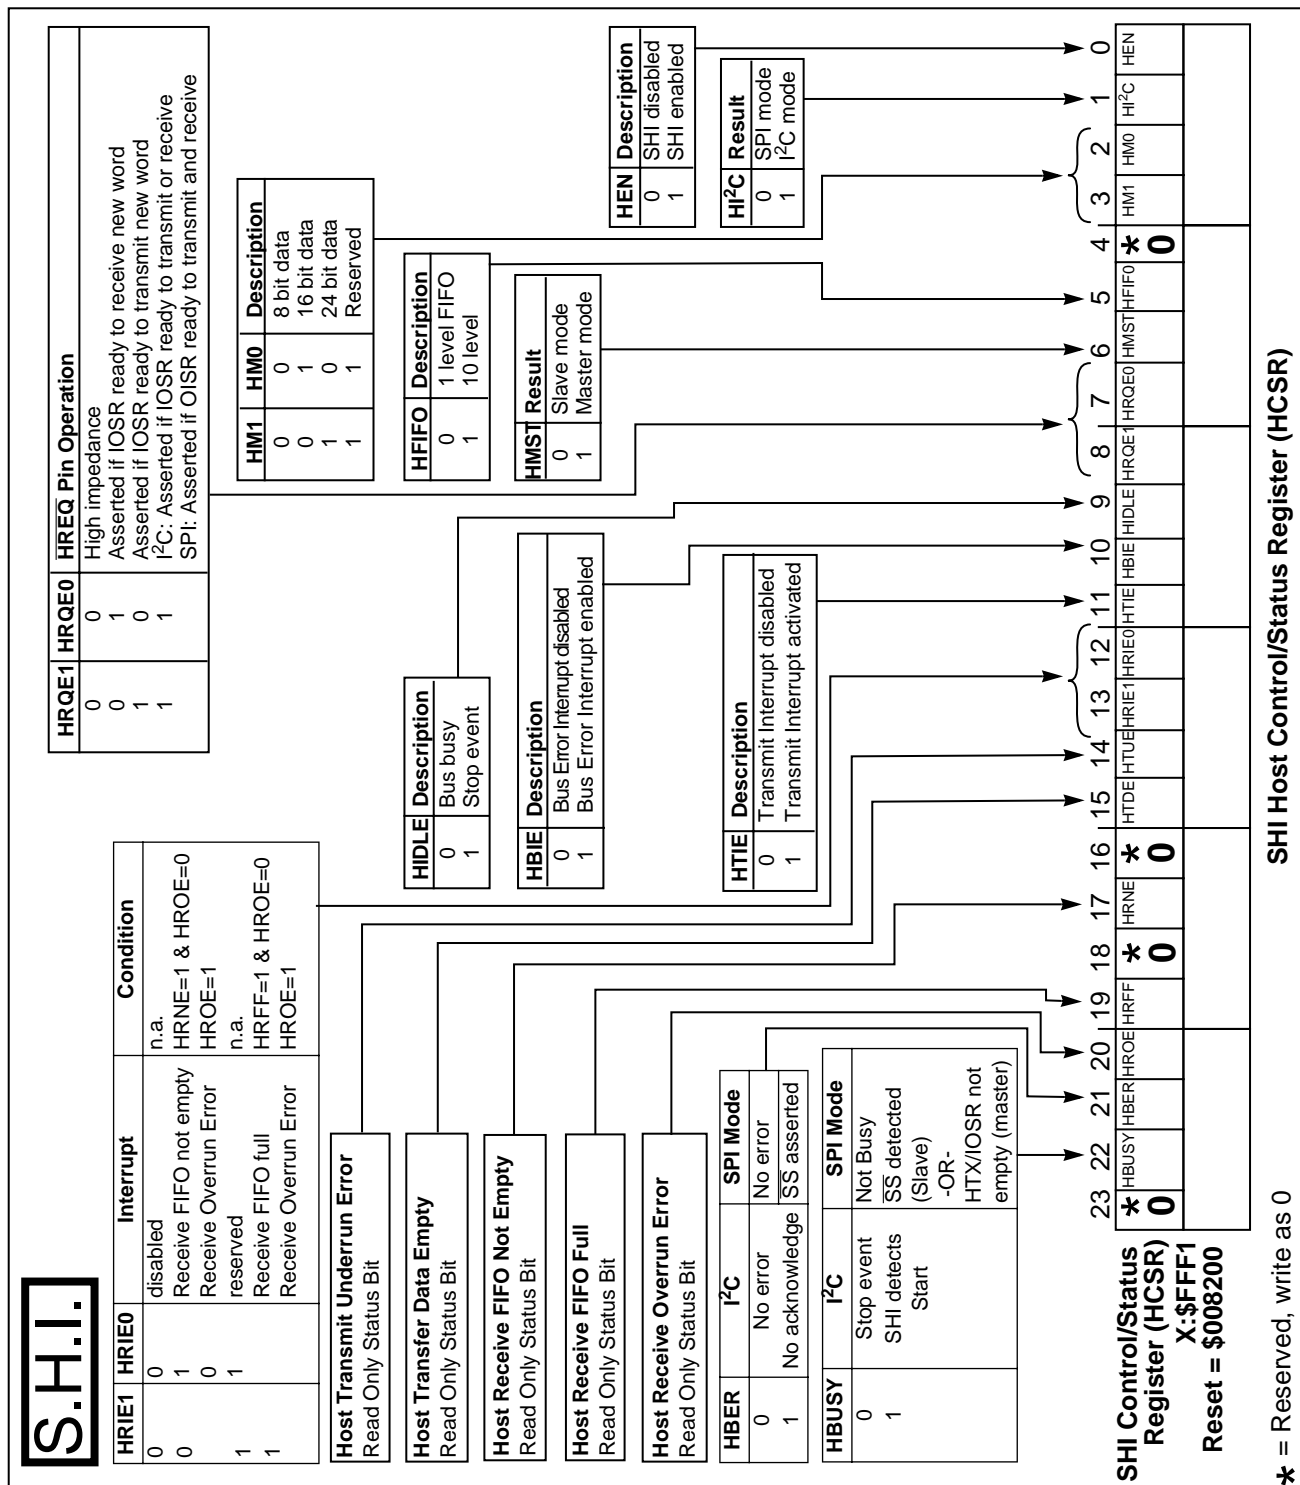 S.H.I.
HRIE1 HRIE0 Interrupt Condition
0 0 disabled n.a.
0 1 Receive FIFO not empty HRNE=1 & HROE=0
0 Receive Overrun Error HROE=1
1 1 reserved n.a.
1 Receive FIFO full HRFF=1 & HROE=0
Receive Overrun Error HROE=1
HRQE1 HRQE0 HREQ Pin Operation
0 0 High impedance
0 1 Asserted if IOSR ready to receive new word
1 0 Asserted if IOSR ready to transmit new word
1 1 I²C: Asserted if IOSR ready to transmit or receive
SPI: Asserted if OISR ready to transmit and receive
HM1 HM0 Description
0 0 8 bit data
0 1 16 bit data
1 0 24 bit data
1 1 Reserved
Host Transmit Underrun Error
Read Only Status Bit
Host Transfer Data Empty
Read Only Status Bit
Host Receive FIFO Not Empty
Read Only Status Bit
Host Receive FIFO Full
Read Only Status Bit
Host Receive Overrun Error
Read Only Status Bit
HIDLE Description
0 Bus busy
1 Stop event
HFIFO Description
0 1 level FIFO
1 10 level
HBIE Description
0 Bus Error Interrupt disabled
1 Bus Error Interrupt enabled
HMST Result
0 Slave mode
1 Master mode
HEN Description
0 SHI disabled
1 SHI enabled
HBER I²C SPI Mode
0 No error No error
1 No acknowledge SS asserted
HTIE Description
0 Transmit Interrupt disabled
1 Transmit Interrupt activated
HI²C Result
0 SPI mode
1 I²C mode
HBUSY I²C SPI Mode
0 Stop event Not Busy
1 SHI detects SS detected
Start (Slave)
-OR-
HTX/IOSR not
empty (master)
23 22 21 20 19 18 17 16 15 14 13 12 11 10 9 8 7 6 5 4 3 2 1 0
* HBUSY HBER HROE HRFF * HRNE * HTDE HTUE HRIE1 HRIE0 HTIE HBIE HIDLE HRQE1 HRQE0 HMST HFIF0 * HM1 HM0 HI²C HEN
0 0 0 0
SHI Control/Status
Register (HCSR)
X:$FFF1
Reset = $008200
SHI Host Control/Status Register (HCSR)
* = Reserved, write as 0